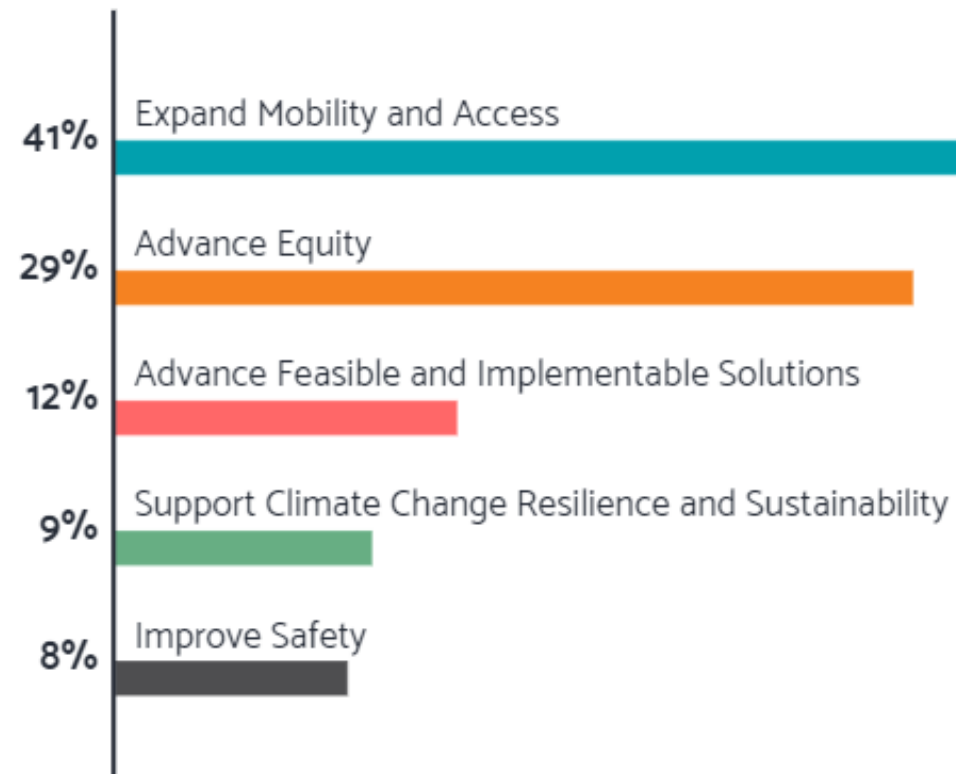 Expand Mobility and Access
41%
Advance Equity
29%
Advance Feasible and Implementable Solutions
12%
Support Climate Change Resilience and Sustainability
9%
Improve Safety
8%